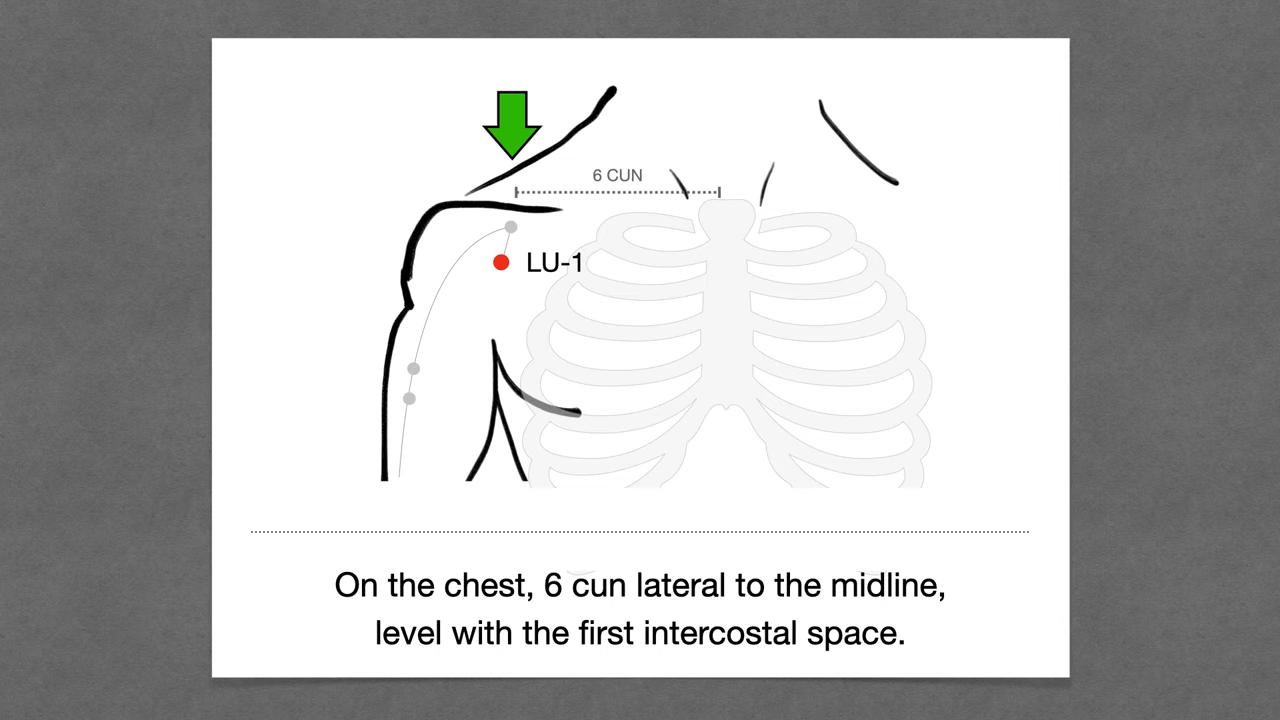 6 CUN
LU-1
On the chest, 6 cun lateral to the midline,
level with the first intercostal space.